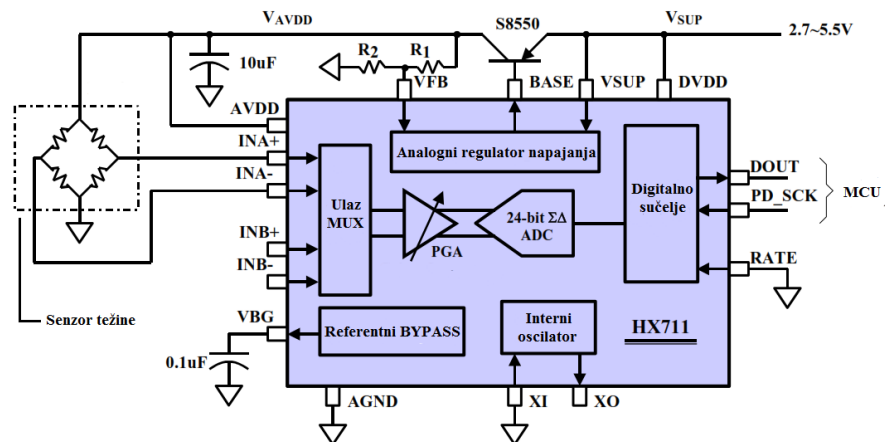 V_AVDD
S8550
V_SUP
2.7~5.5V
R2
R1
10uF
VFB
BASE
VSUP
DVDD
AVDD
INA+
Analogni regulator napajanja
DOUT
INA-
Ulaz
MUX
Digitalno
sučelje
MCU
PD_SCK
24-bit ΣΔ
ADC
INB+
PGA
RATE
INB-
Senzor težine
VBG
Referentni BYPASS
Interni
oscilator
HX711
0.1uF
AGND
XI
XO